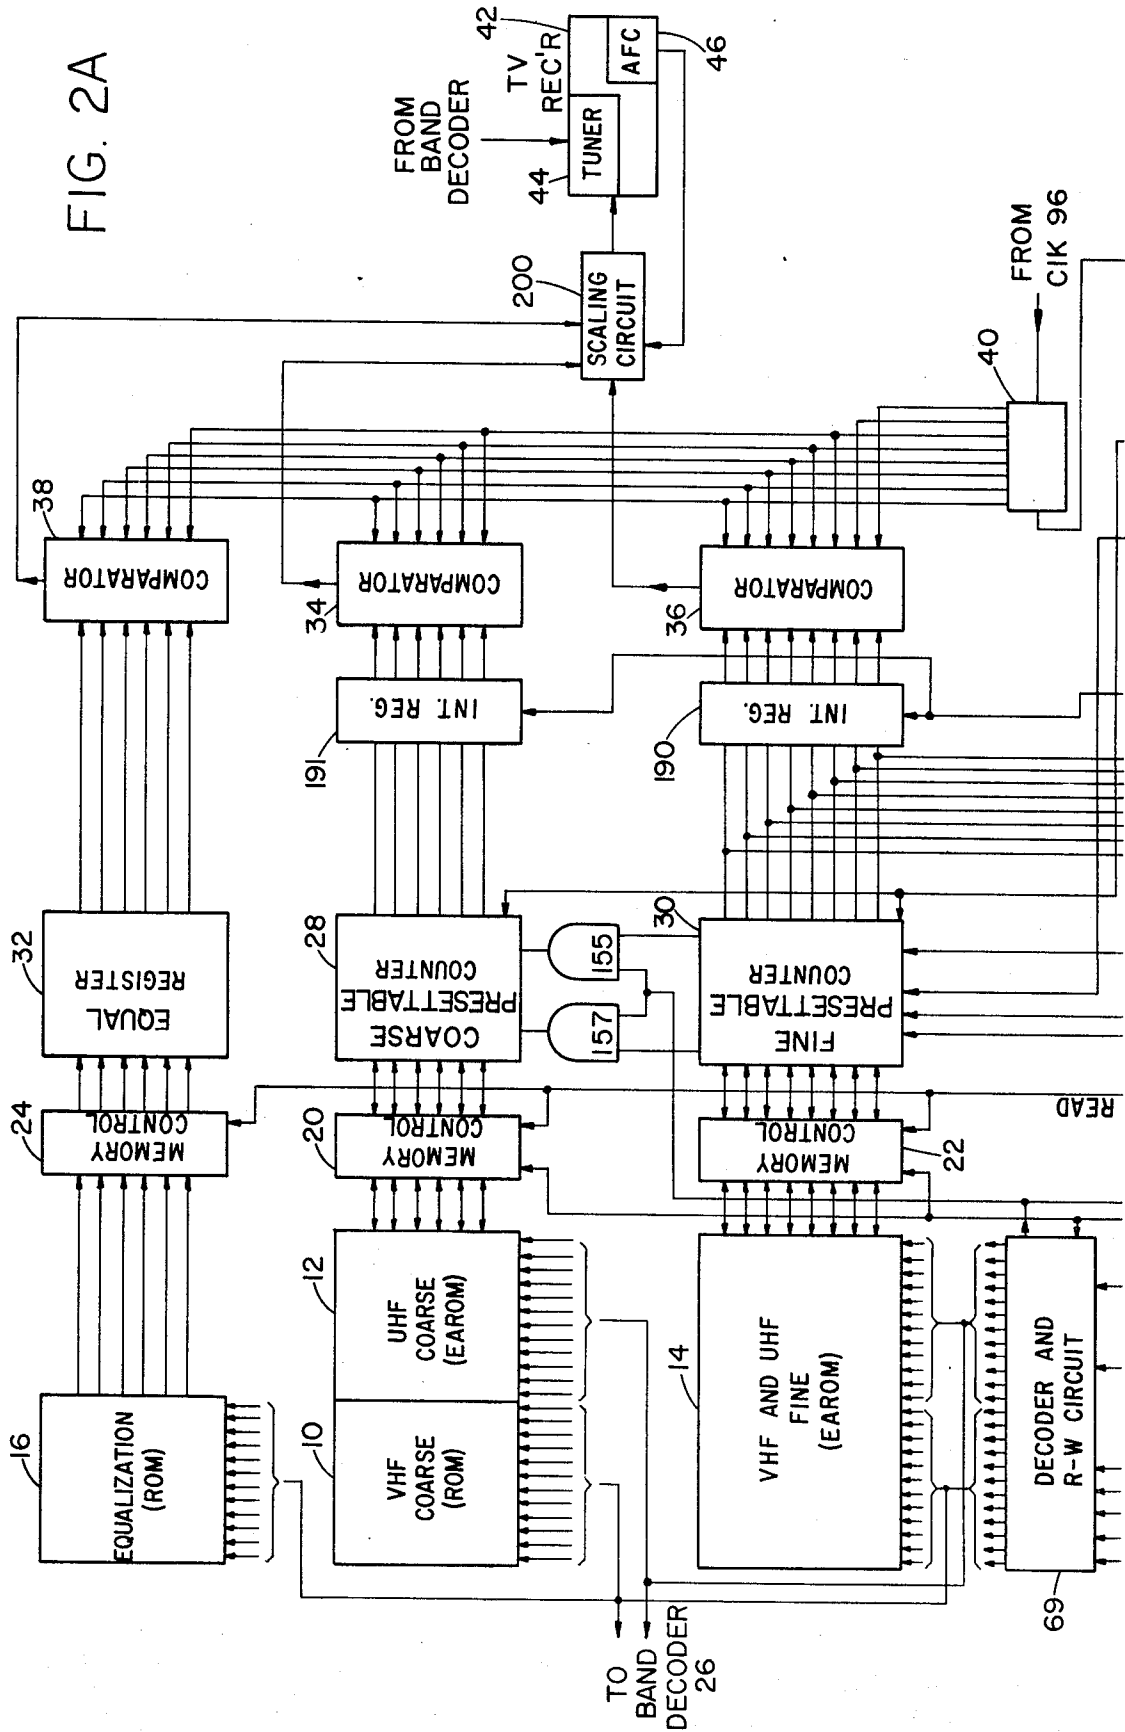 FIG. 2A
16
EQUALIZATION
(ROM)
24
MEMORY
CONTROL
32
EQUAL
REGISTER
38
COMPARATOR
10
VHF
COARSE
(ROM)
12
UHF
COARSE
(EAROM)
20
MEMORY
CONTROL
28
COARSE
PRESETTABLE
COUNTER
191
INT. REG.
34
COMPARATOR
157
155
200
SCALING
CIRCUIT
FROM
BAND
DECODER
44
TUNER
TV
REC'R
42
AFC
46
14
VHF AND UHF
FINE
(EAROM)
MEMORY
CONTROL
22
30
FINE
PRESETTABLE
COUNTER
190
INT. REG.
36
COMPARATOR
TO
BAND
DECODER
26
69
DECODER AND
R-W CIRCUIT
READ
40
FROM
CIK 96